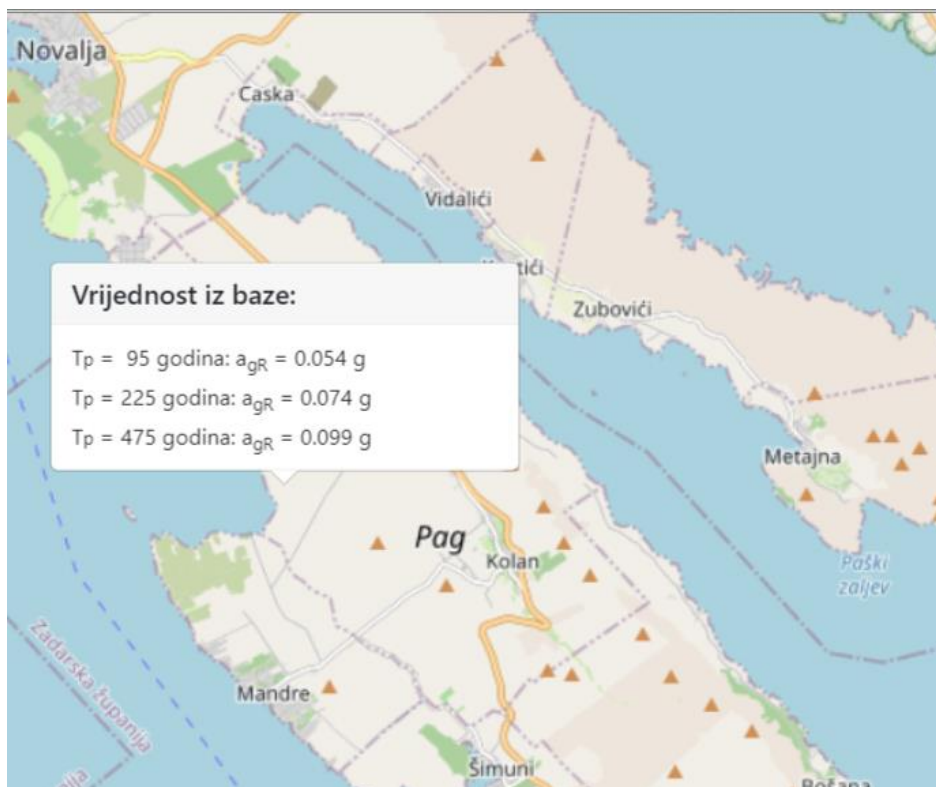 Novalja
Caska
Vidalići
tići
Zubovići
Vrijednost iz baze:
Tp = 95 godina: agR = 0.054 g
Tp = 225 godina: agR = 0.074 g
Tp = 475 godina: agR = 0.099 g
Metajna
Pag
Kolan
Paški
zaljev
Zadarska županija
Mandre
Šimuni